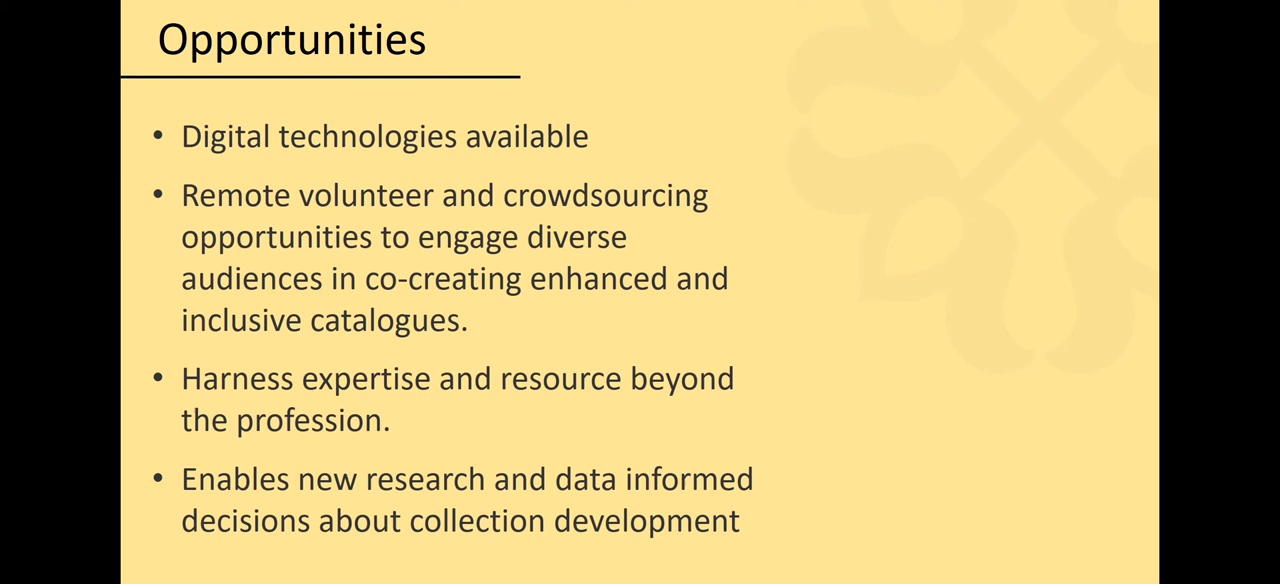 Opportunities
• Digital technologies available
• Remote volunteer and crowdsourcing
opportunities to engage diverse
audiences in co-creating enhanced and
inclusive catalogues.
• Harness expertise and resource beyond
the profession.
• Enables new research and data informed
decisions about collection development